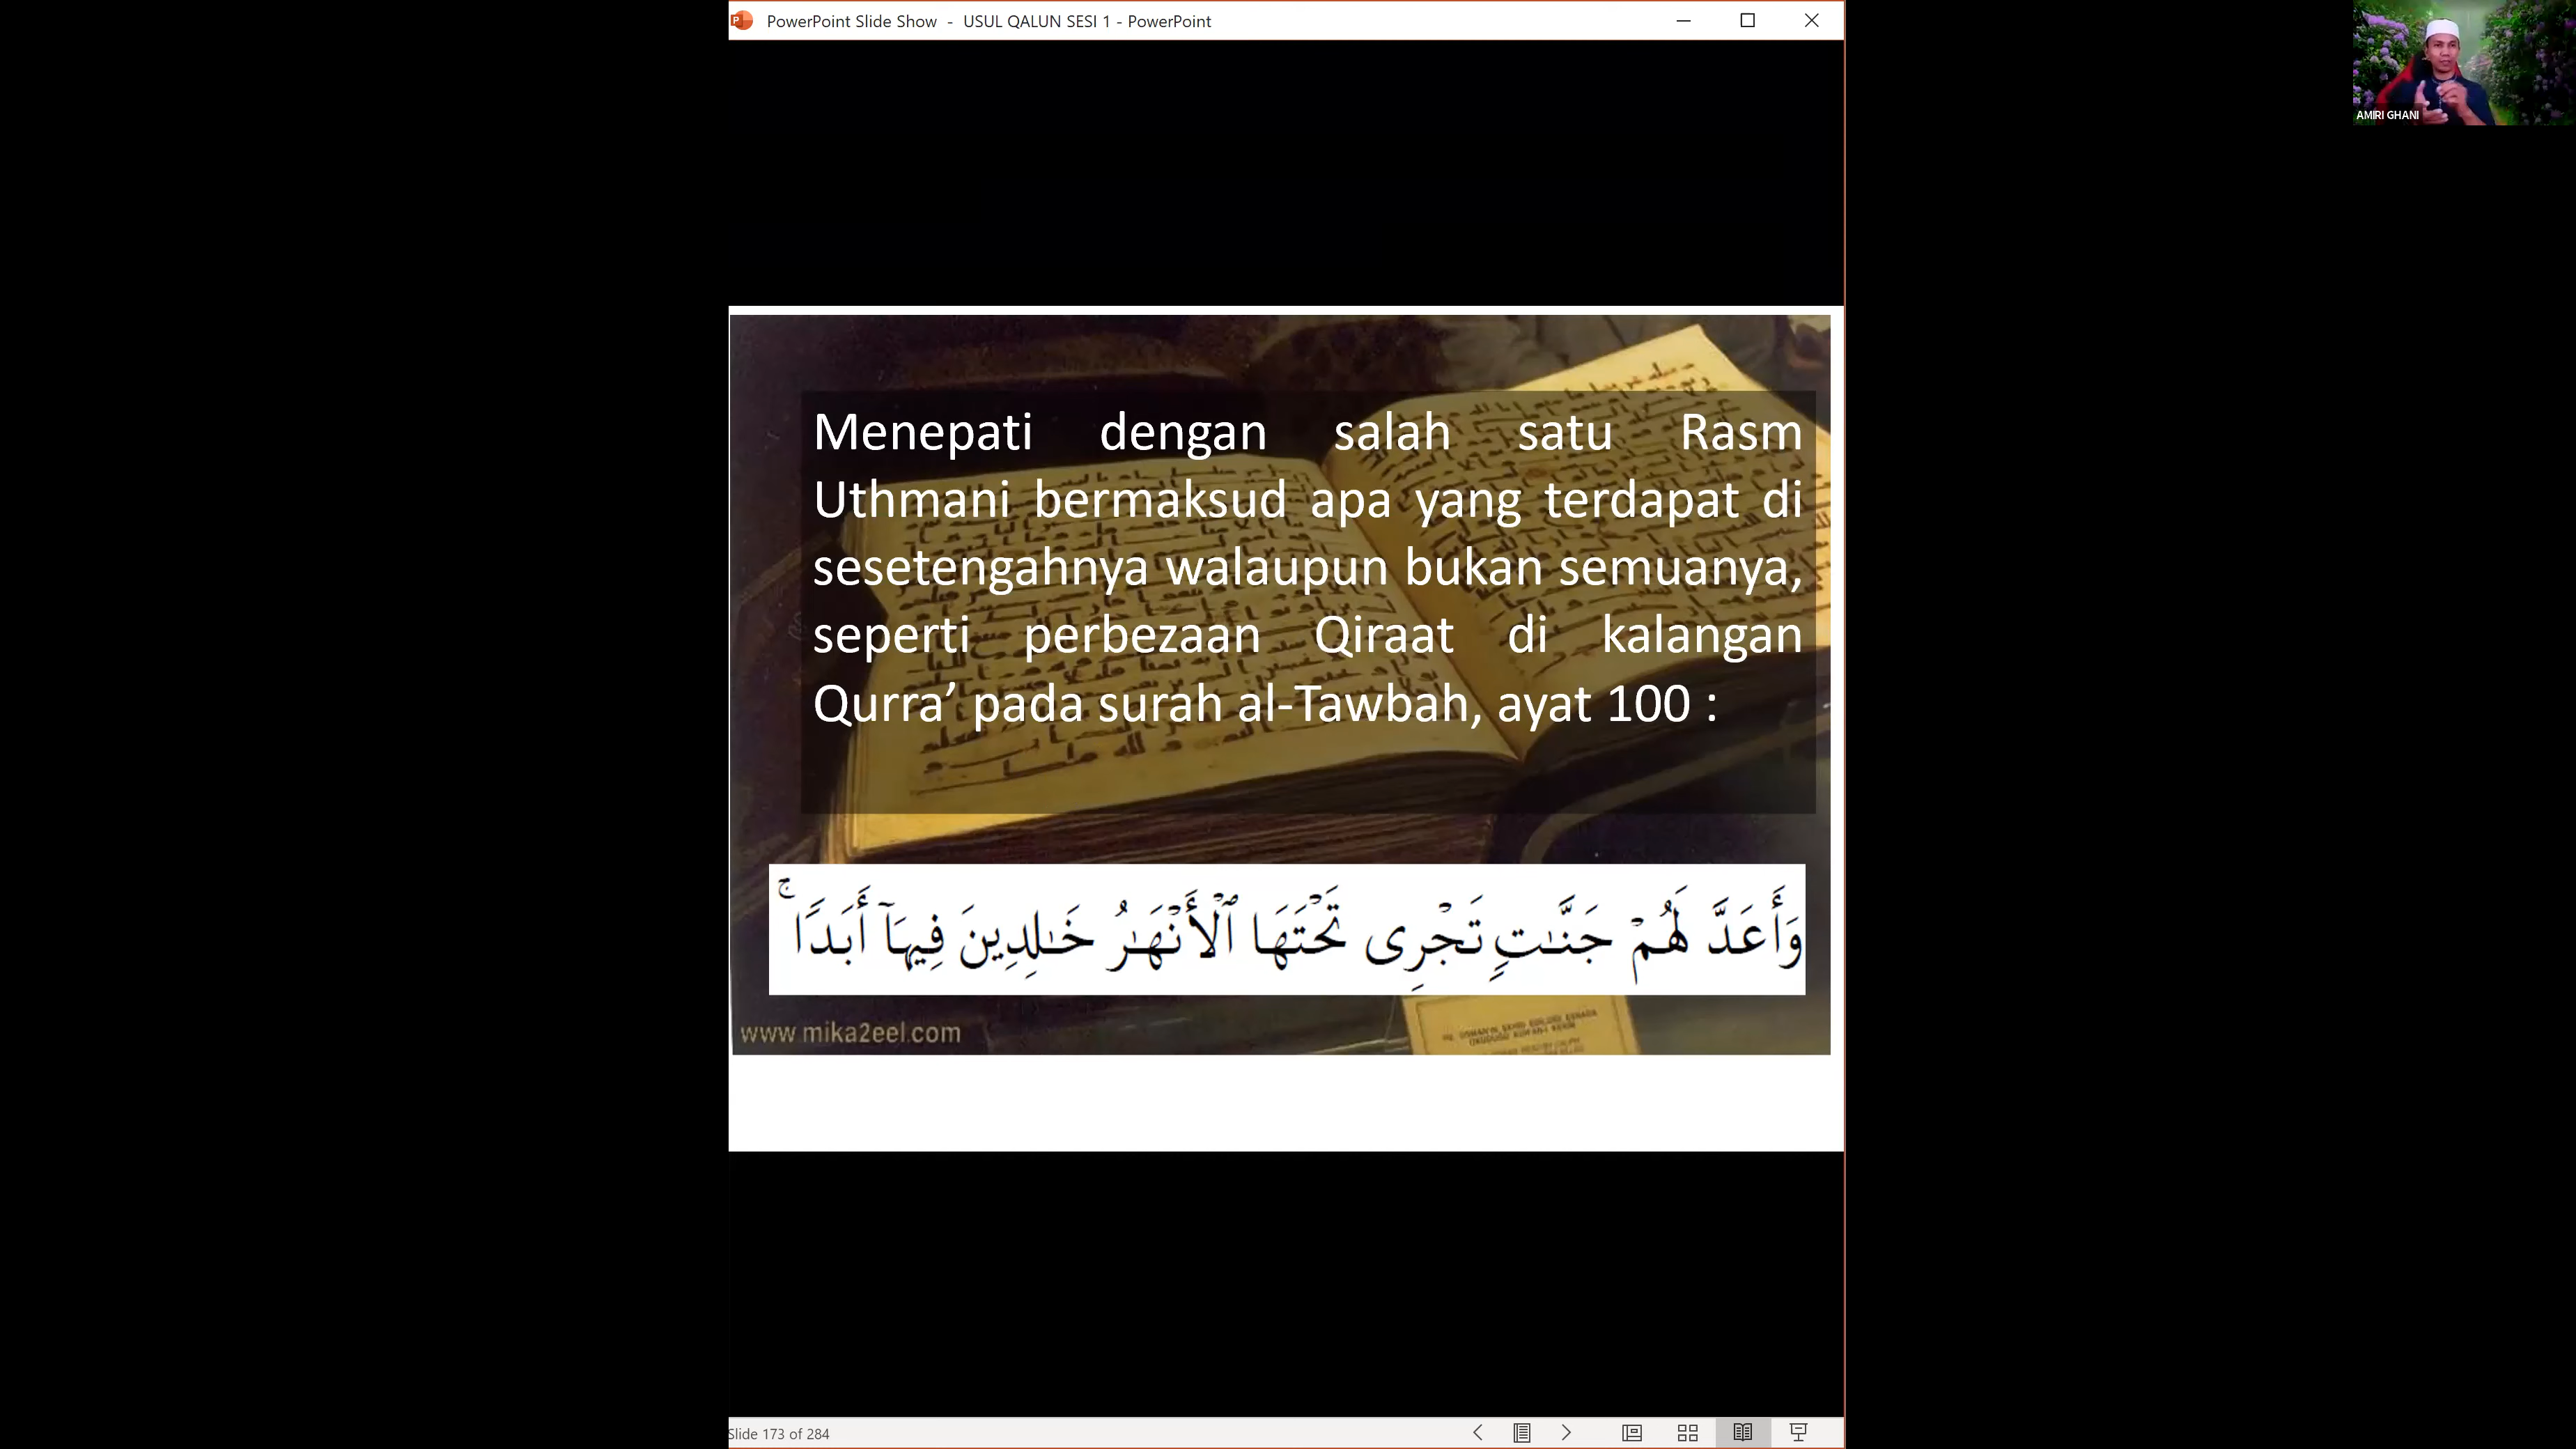 PowerPoint Slide Show - USUL QALUN SESI 1 - PowerPoint
AMIRI GHANI
Menepati dengan salah satu Rasm
Uthmani bermaksud apa yang terdapat di
sesetengahnya walaupun bukan semuanya,
seperti perbezaan Qiraat di kalangan
Qurra’ pada surah al-Tawbah, ayat 100 :
وَأَعَدَّ لَهُمْ جَنَّـٰتٍ تَجْرِى تَحْتَهَا ٱلْأَنْهَـٰرُ خَـٰلِدِينَ فِيهَآ أَبَدًا ۚ
www.mika2eel.com
Slide 173 of 284